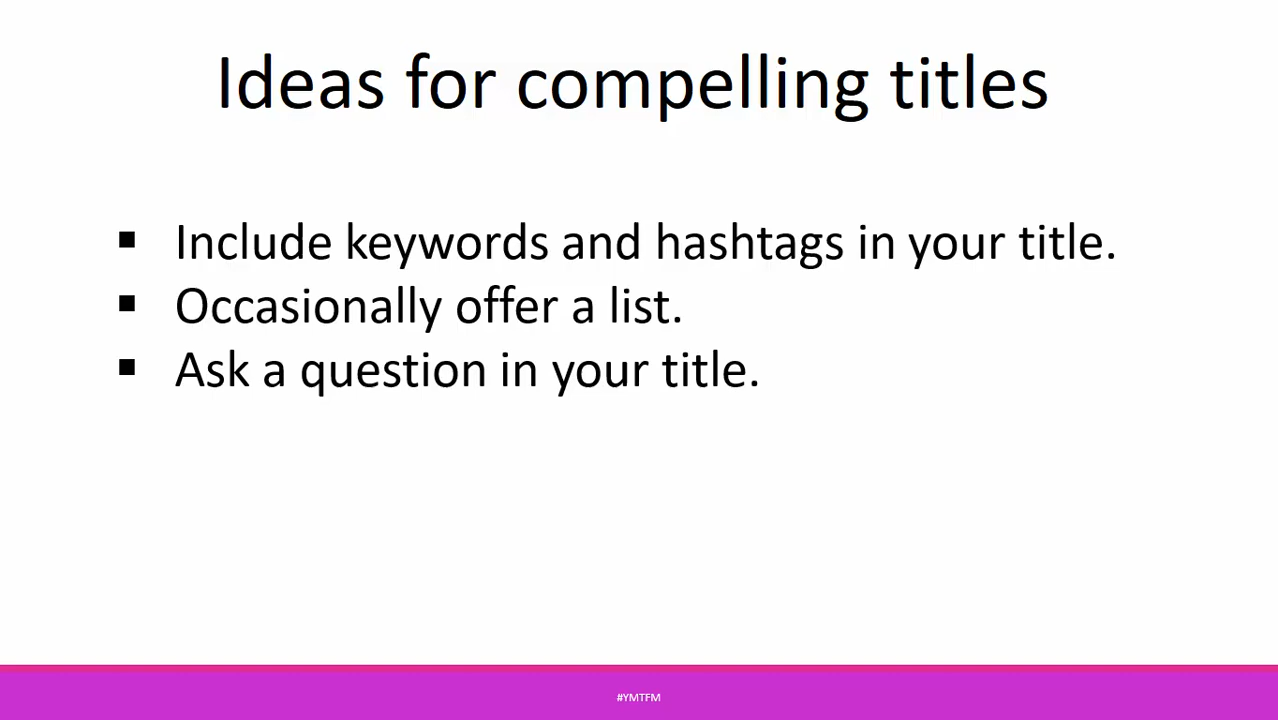 Ideas for compelling titles
▪ Include keywords and hashtags in your title.
▪ Occasionally offer a list.
▪ Ask a question in your title.
#YMTFM